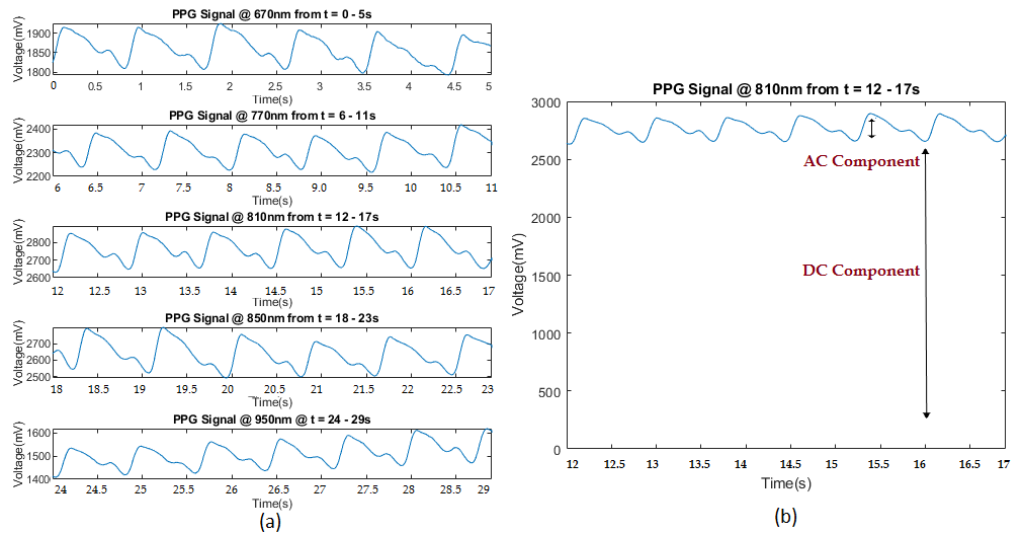 PPG Signal @ 670nm from t = 0 - 5s
Voltage(mV)
1900
1850
1800
0 0.5 1 1.5 2 2.5 3 3.5 4 4.5 5
Time(s)
PPG Signal @ 770nm from t = 6 - 11s
Voltage(mV)
2400
2300
2200
6 6.5 7 7.5 8 8.5 9.0 9.5 10 10.5 11
Time(s)
PPG Signal @ 810nm from t = 12 - 17s
Voltage(mV)
2800
2700
2600
12 12.5 13 13.5 14 14.5 15 15.5 16 16.5 17
Time(s)
PPG Signal @ 850nm from t = 18 - 23s
Voltage(mV)
2700
2600
2500
18 18.5 19 19.5 20 20.5 21 21.5 22 22.5 23
Time(s)
PPG Signal @ 950nm @ t = 24 - 29s
Voltage(mV)
1600
1500
1400
24 24.5 25 25.5 26 26.5 27 27.5 28 28.5 29
Time(s)
(a)
PPG Signal @ 810nm from t = 12 - 17s
Voltage(mV)
3000
2500
2000
1500
1000
500
0
AC Component
DC Component
12 12.5 13 13.5 14 14.5 15 15.5 16 16.5 17
Time(s)
(b)